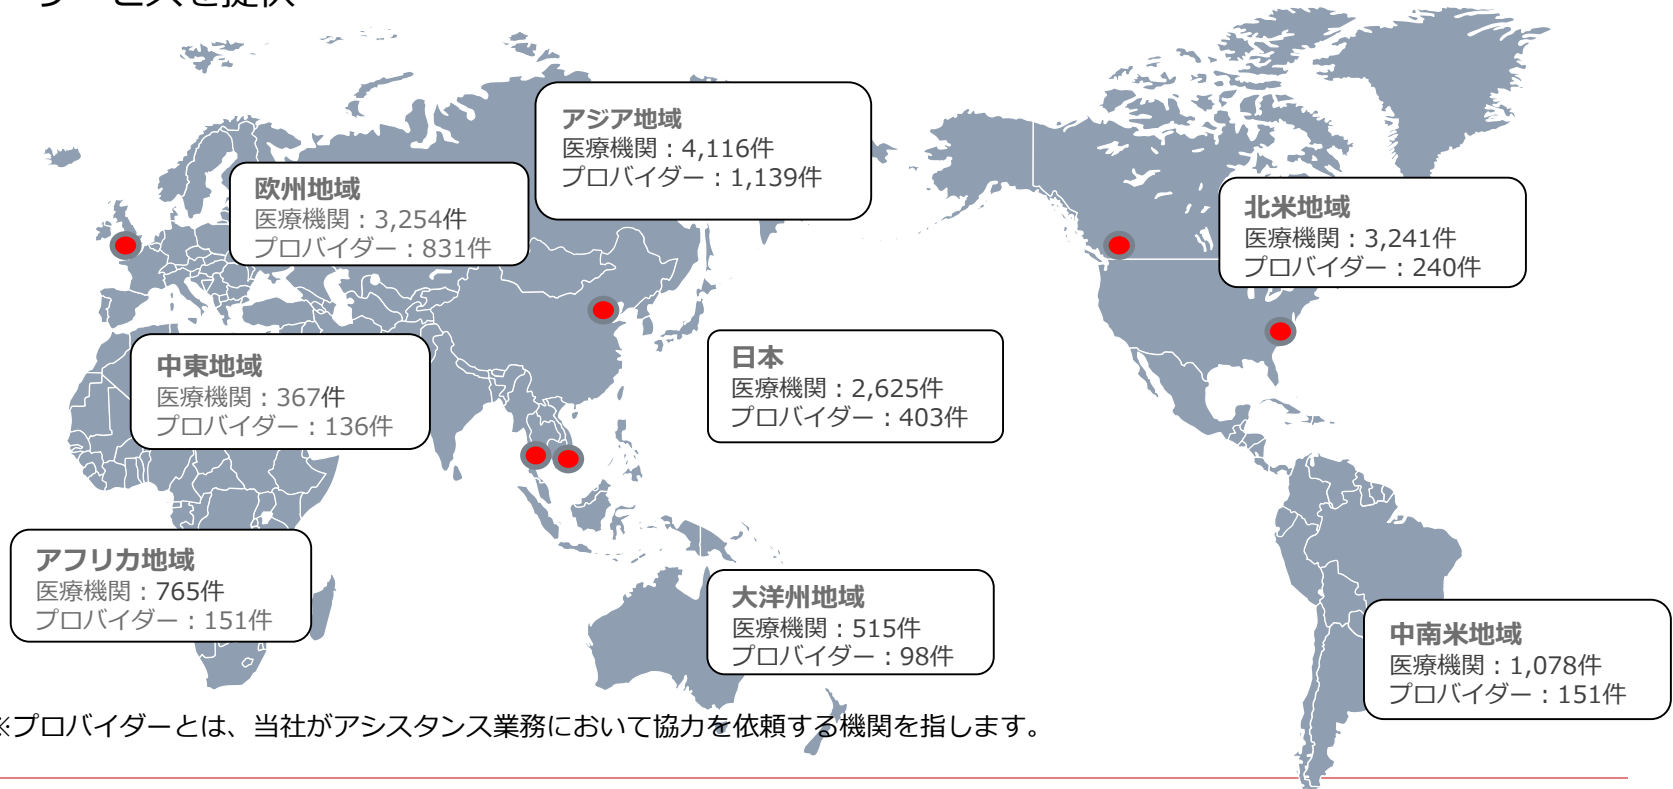 サービスを提供
アジア地域
医療機関：4,116件
プロバイダー：1,139件
欧州地域
医療機関：3,254件
プロバイダー：831件
北米地域
医療機関：3,241件
プロバイダー：240件
中東地域
医療機関：367件
プロバイダー：136件
日本
医療機関：2,625件
プロバイダー：403件
アフリカ地域
医療機関：765件
プロバイダー：151件
大洋州地域
医療機関：515件
プロバイダー：98件
中南米地域
医療機関：1,078件
プロバイダー：151件
※プロバイダーとは、当社がアシスタンス業務において協力を依頼する機関を指します。